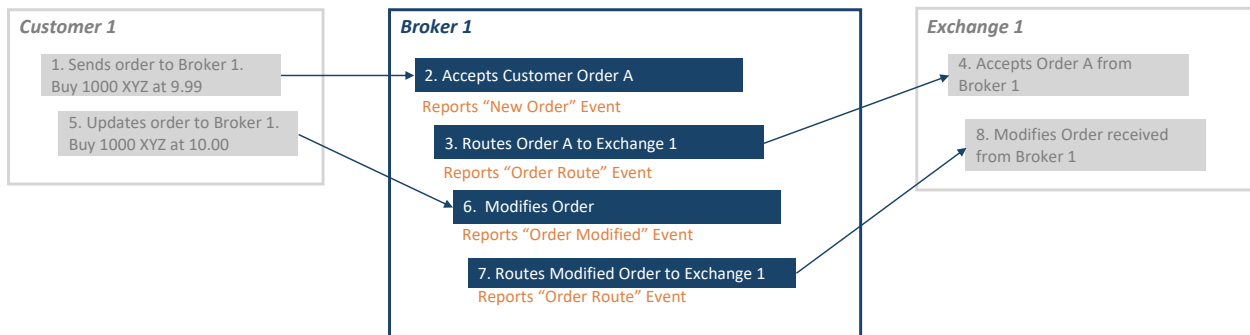 Customer 1
1. Sends order to Broker 1.
Buy 1000 XYZ at 9.99
5. Updates order to Broker 1.
Buy 1000 XYZ at 10.00
Broker 1
2. Accepts Customer Order A
Reports “New Order” Event
3. Routes Order A to Exchange 1
Reports “Order Route” Event
6.  Modifies Order
Reports “Order Modified” Event
7. Routes Modified Order to Exchange 1
Reports “Order Route” Event
Exchange 1
4. Accepts Order A from
Broker 1
8. Modifies Order received
from Broker 1